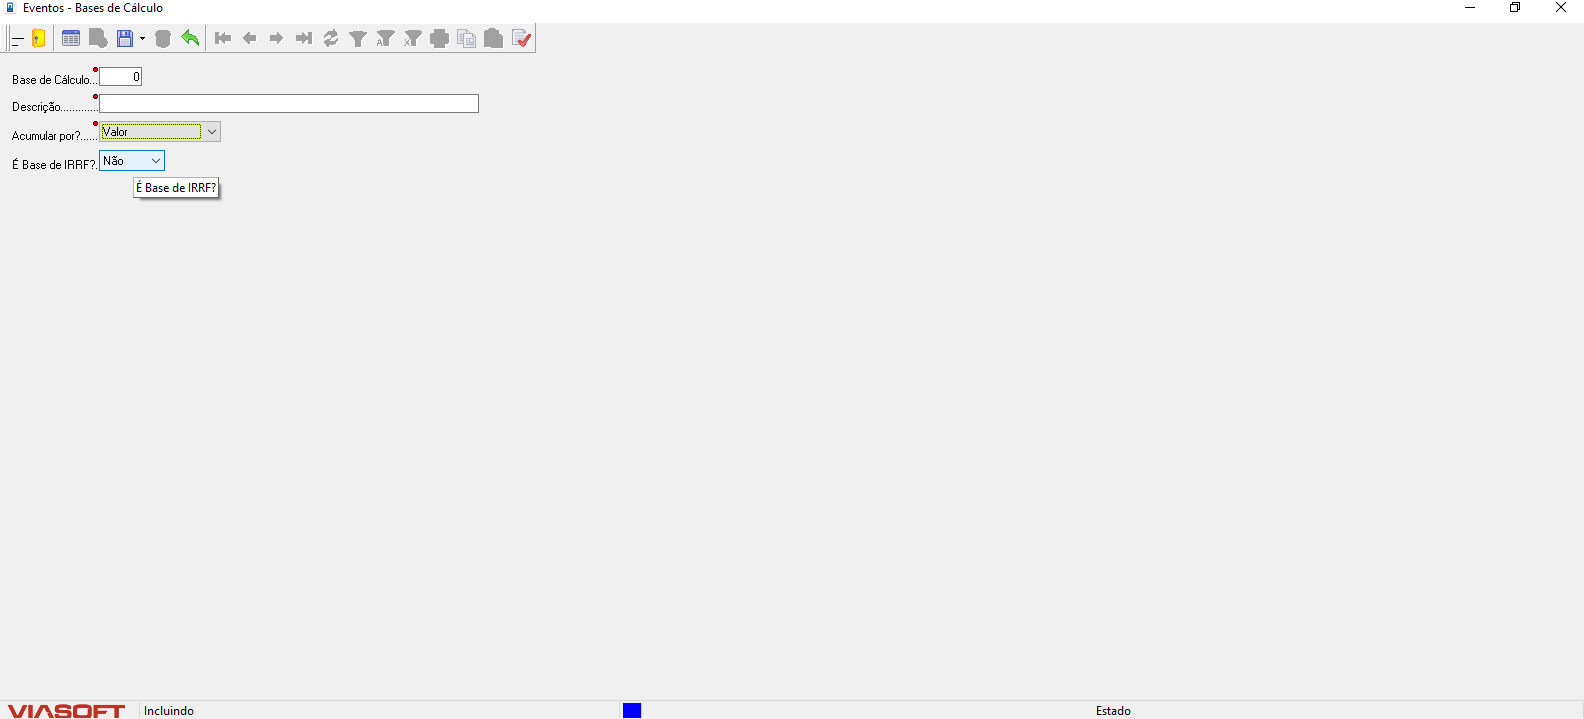 Eventos - Bases de Cálculo
Base de Cálculo... 0
Descrição............
Acumular por?...... Valor
É Base de IRRF?. Não
É Base de IRRF?
VIASOFT Incluindo Estado